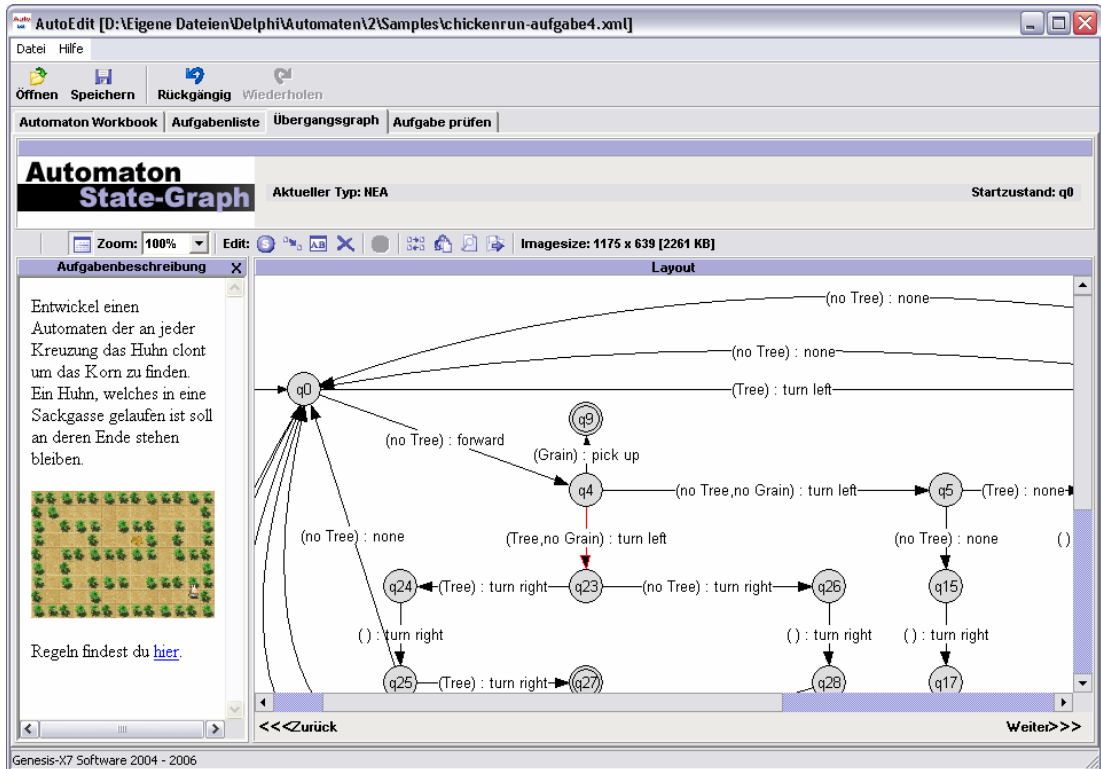 AutoEdit [D:\Eigene Dateien\Delphi\Automaten\2\Samples\chickenrun-aufgabe4.xml]
Datei Hilfe
Öffnen Speichern Rückgängig Wiederholen
Automaton Workbook Aufgabenliste Übergangsgraph Aufgabe prüfen
Automaton
State-Graph
Aktueller Typ: NEA
Startzustand: q0
Zoom: 100% Edit: S AB Imagesize: 1175 x 639 [2261 KB]
Aufgabenbeschreibung X
Entwickel einen
Automaten der an jeder
Kreuzung das Huhn clont
um das Korn zu finden.
Ein Huhn, welches in eine
Sackgasse gelaufen ist soll
an deren Ende stehen
bleiben.
Regeln findest du hier.
Layout
(no Tree) : none
(no Tree) : none
q0 (Tree) : turn left
q9
(no Tree) : forward
(Grain) : pick up
q4 (no Tree,no Grain) : turn left q5 (Tree) : none
(no Tree) : none (Tree,no Grain) : turn left (no Tree) : none ( )
q24 (Tree) : turn right q23 (no Tree) : turn right q26 q15
( ) : turn right ( ) : turn right ( ) : turn right
q25 (Tree) : turn right q27 q28 q17
<<<Zurück Weiter>>>
Genesis-X7 Software 2004 - 2006